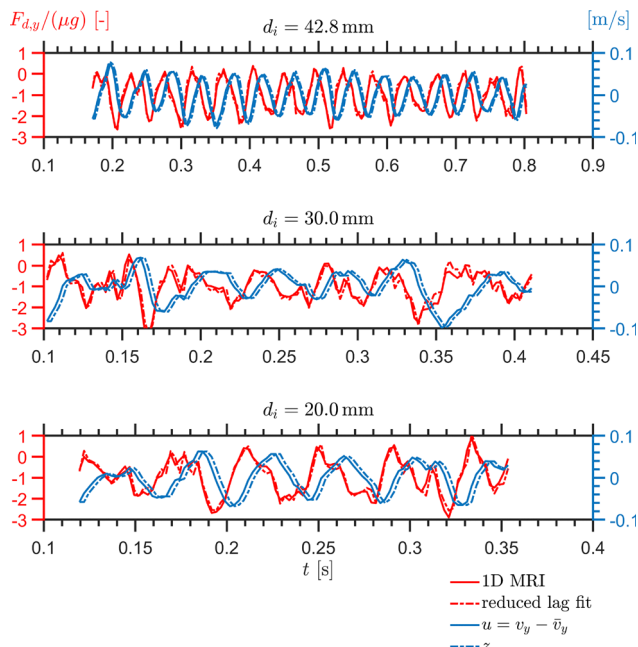 F_{d,y}/(μg) [-]
d_i = 42.8 mm
[m/s]
1
0
-1
-2
-3
0.1
0
-0.1
0.1 0.2 0.3 0.4 0.5 0.6 0.7 0.8 0.9
d_i = 30.0 mm
1
0
-1
-2
-3
0.1
0
-0.1
0.1 0.15 0.2 0.25 0.3 0.35 0.4 0.45
d_i = 20.0 mm
1
0
-1
-2
-3
0.1
0
-0.1
0.1 0.2 0.25 0.3 0.4
t [s]
1D MRI
reduced lag fit
u = v_y − v̄_y